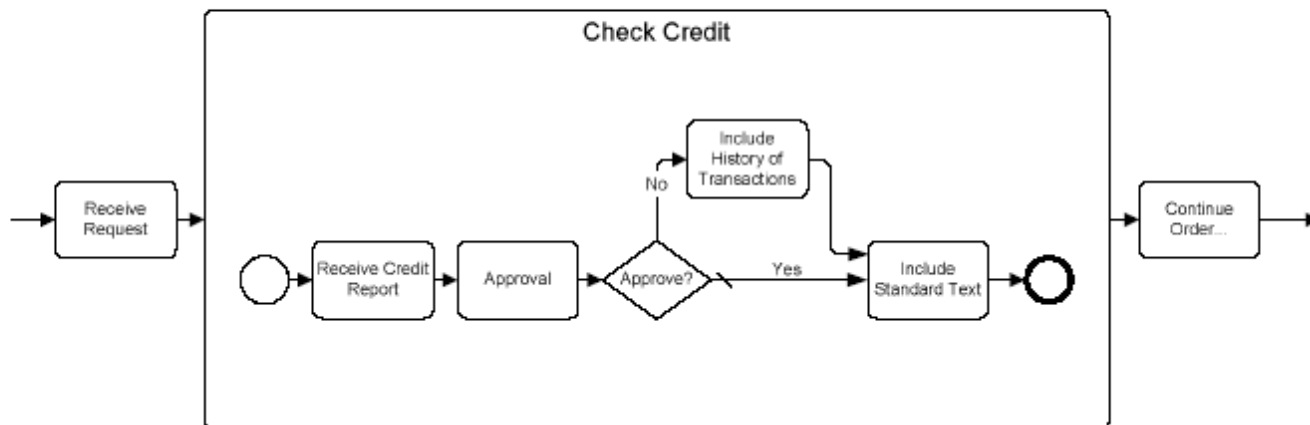 Check Credit
Include
History of
Transactions
No
Receive
Request
Continue
Order...
Receive Credit
Report
Approval
Approve?
Yes
Include
Standard Text